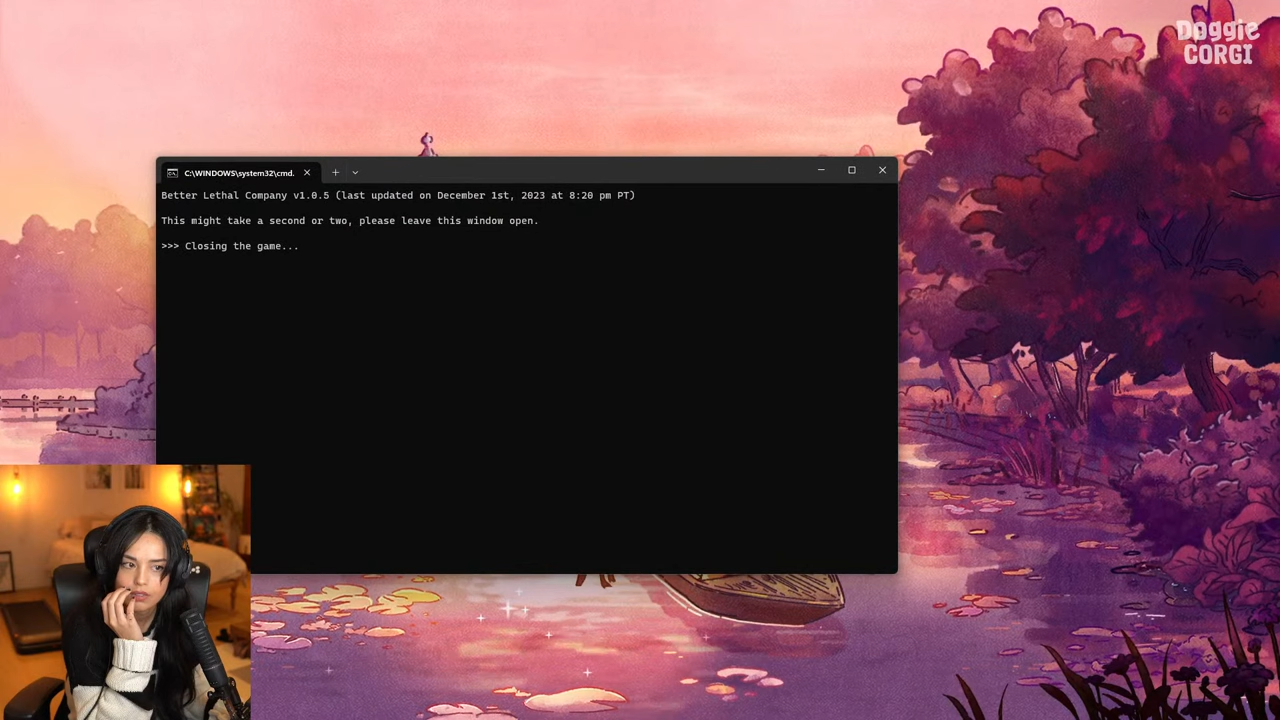 Doggie
CORGI
C:\WINDOWS\system32\cmd.
Better Lethal Company v1.0.5 (last updated on December 1st, 2023 at 8:20 pm PT)
This might take a second or two, please leave this window open.
>>> Closing the game...